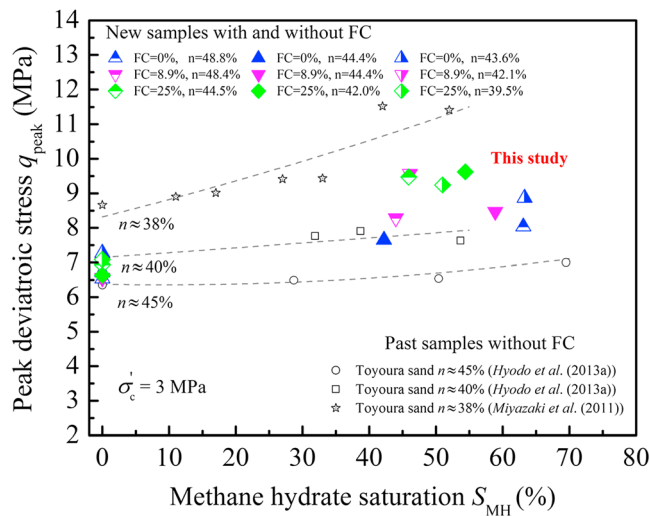 14
13
12
11
10
9
8
7
6
5
4
3
2
Peak deviatroic stress qpeak (MPa)
New samples with and without FC
FC=0%, n=48.8% FC=0%, n=44.4% FC=0%, n=43.6%
FC=8.9%, n=48.4% FC=8.9%, n=44.4% FC=8.9%, n=42.1%
FC=25%, n=44.5% FC=25%, n=42.0% FC=25%, n=39.5%
This study
n≈38%
n≈40%
n≈45%
σ'c = 3 MPa
Past samples without FC
Toyoura sand n≈45% (Hyodo et al. (2013a))
Toyoura sand n≈40% (Hyodo et al. (2013a))
Toyoura sand n≈38% (Miyazaki et al. (2011))
0 10 20 30 40 50 60 70 80
Methane hydrate saturation SMH (%)